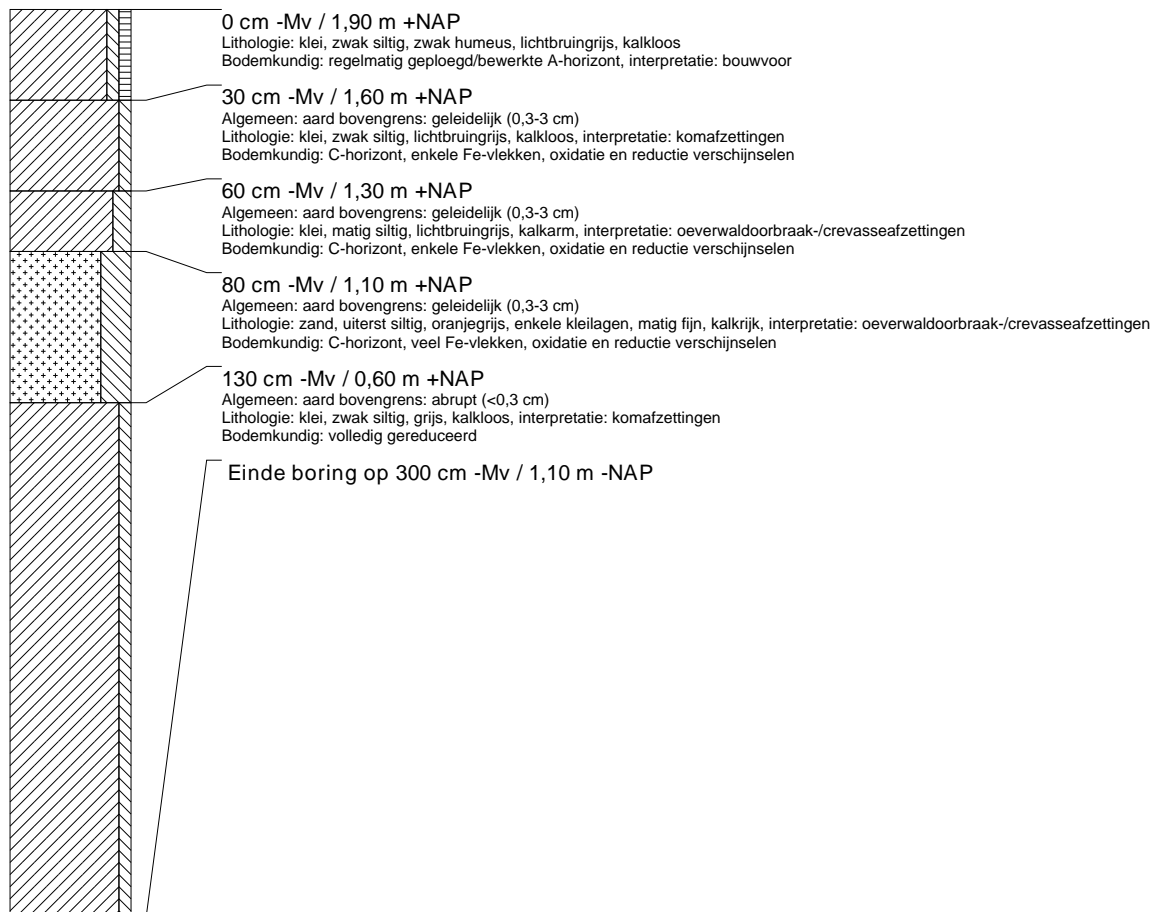 0 cm -Mv / 1,90 m +NAP
Lithologie: klei, zwak siltig, zwak humeus, lichtbruingrijs, kalkloos
Bodemkundig: regelmatig geploegd/bewerkte A-horizont, interpretatie: bouwvoor
30 cm -Mv / 1,60 m +NAP
Algemeen: aard bovengrens: geleidelijk (0,3-3 cm)
Lithologie: klei, zwak siltig, lichtbruingrijs, kalkloos, interpretatie: komafzettingen
Bodemkundig: C-horizont, enkele Fe-vlekken, oxidatie en reductie verschijnselen
60 cm -Mv / 1,30 m +NAP
Algemeen: aard bovengrens: geleidelijk (0,3-3 cm)
Lithologie: klei, matig siltig, lichtbruingrijs, kalkarm, interpretatie: oeverwaldoorbraak-/crevasseafzettingen
Bodemkundig: C-horizont, enkele Fe-vlekken, oxidatie en reductie verschijnselen
80 cm -Mv / 1,10 m +NAP
Algemeen: aard bovengrens: geleidelijk (0,3-3 cm)
Lithologie: zand, uiterst siltig, oranjegrijs, enkele kleilagen, matig fijn, kalkrijk, interpretatie: oeverwaldoorbraak-/crevasseafzettingen
Bodemkundig: C-horizont, veel Fe-vlekken, oxidatie en reductie verschijnselen
130 cm -Mv / 0,60 m +NAP
Algemeen: aard bovengrens: abrupt (<0,3 cm)
Lithologie: klei, zwak siltig, grijs, kalkloos, interpretatie: komafzettingen
Bodemkundig: volledig gereduceerd
Einde boring op 300 cm -Mv / 1,10 m -NAP